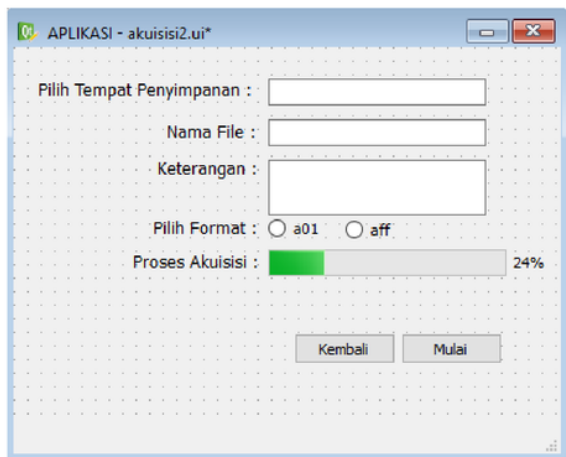 APLIKASI - akuisisi2.ui*
Pilih Tempat Penyimpanan :
Nama File :
Keterangan :
Pilih Format : a01 aff
Proses Akuisisi : 24%
Kembali Mulai